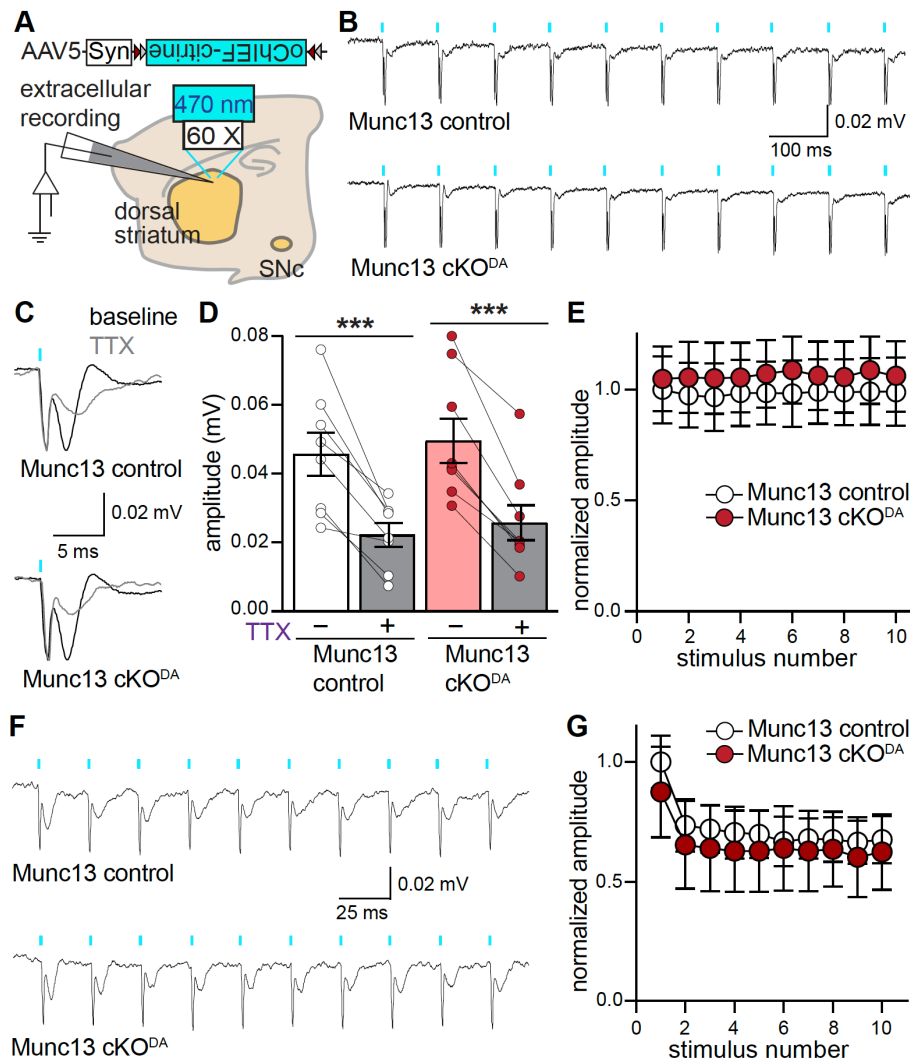 A
AAV5-Syn oChIEF-citrine
extracellular
recording
470 nm
60 X
dorsal
striatum
SNc
B
Munc13 control
0.02 mV
100 ms
Munc13 cKO^DA
C
baseline
TTX
Munc13 control
0.02 mV
5 ms
Munc13 cKO^DA
D
*** ***
amplitude (mV)
0.08
0.06
0.04
0.02
0.00
TTX − + − +
Munc13 control
Munc13 cKO^DA
E
normalized amplitude
1.0
0.5
0.0
Munc13 control
Munc13 cKO^DA
0 2 4 6 8 10
stimulus number
F
Munc13 control
0.02 mV
25 ms
Munc13 cKO^DA
G
normalized amplitude
1.0
0.5
0.0
Munc13 control
Munc13 cKO^DA
0 2 4 6 8 10
stimulus number